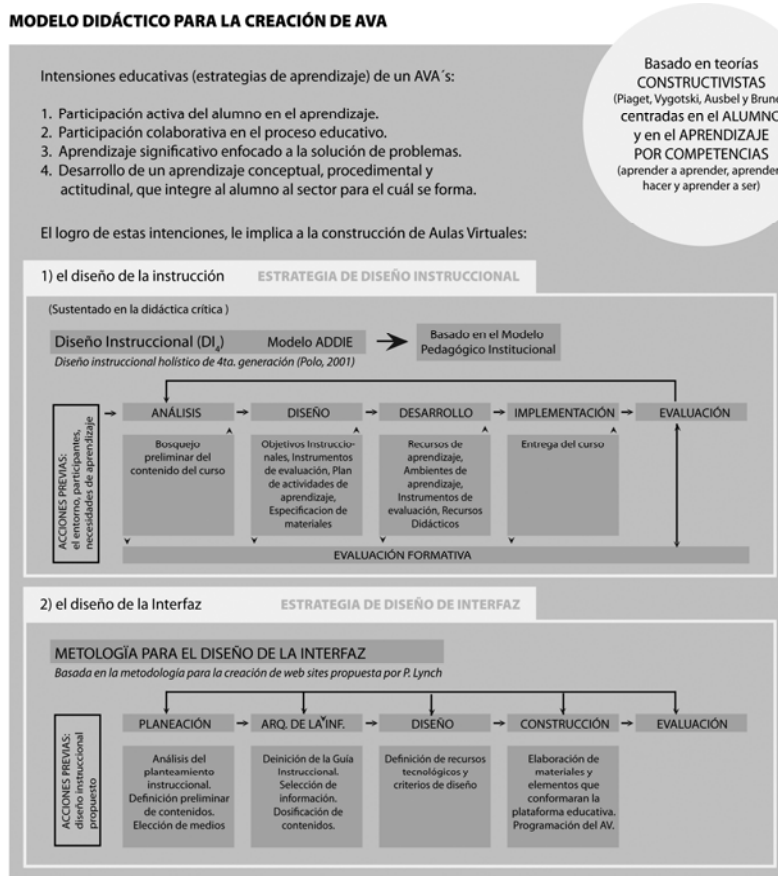 MODELO DIDÁCTICO PARA LA CREACIÓN DE AVA
Intensiones educativas (estrategias de aprendizaje) de un AVA´s:
1. Participación activa del alumno en el aprendizaje.
2. Participación colaborativa en el proceso educativo.
3. Aprendizaje significativo enfocado a la solución de problemas.
4. Desarrollo de un aprendizaje conceptual, procedimental y
actitudinal, que integre al alumno al sector para el cuál se forma.
El logro de estas intenciones, le implica a la construcción de Aulas Virtuales:
Basado en teorías
CONSTRUCTIVISTAS
(Piaget, Vygotski, Ausbel y Brune
centradas en el ALUMNO
y en el APRENDIZAJE
POR COMPETENCIAS
(aprender a aprender, aprender
hacer y aprender a ser)
1) el diseño de la instrucción ESTRATEGIA DE DISEÑO INSTRUCCIONAL
(Sustentado en la didáctica crítica )
Diseño Instruccional (DI4) Modelo ADDIE
Diseño instruccional holístico de 4ta. generación (Polo, 2001)
Basado en el Modelo
Pedagógico Institucional
ACCIONES PREVIAS:
el entorno, participantes,
necesidades de aprendizaje
ANÁLISIS
Bosquejo
preliminar del
contenido del curso
DISEÑO
Objetivos Instruccio-
nales, Instrumentos
de evaluación, Plan
de actividades de
aprendizaje,
Especificacion de
materiales
DESARROLLO
Recursos de
aprendizaje,
Ambientes de
aprendizaje,
Instrumentos de
evaluación, Recursos
Didácticos
IMPLEMENTACIÓN
Entrega del curso
EVALUACIÓN
EVALUACIÓN FORMATIVA
2) el diseño de la Interfaz ESTRATEGIA DE DISEÑO DE INTERFAZ
METOLOGÏA PARA EL DISEÑO DE LA INTERFAZ
Basada en la metodología para la creación de web sites propuesta por P. Lynch
ACCIONES PREVIAS:
diseño instruccional
propuesto
PLANEACIÓN
Análisis del
planteamiento
instruccional.
Definición preliminar
de contenidos.
Elección de medios
ARQ. DE LA INF.
Deinición de la Guía
Instruccional.
Selección de
información.
Dosificación de
contenidos.
DISEÑO
Definición de recursos
tecnológicos y
criterios de diseño
CONSTRUCCIÓN
Elaboración de
materiales y
elementos que
conformaran la
plataforma educativa.
Programación del AV.
EVALUACIÓN